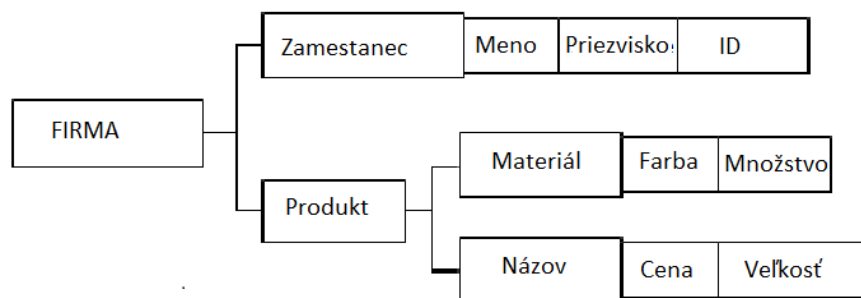 Zamestanec Meno Priezvisko ID
FIRMA
Materiál Farba Množstvo
Produkt
Názov Cena Veľkosť